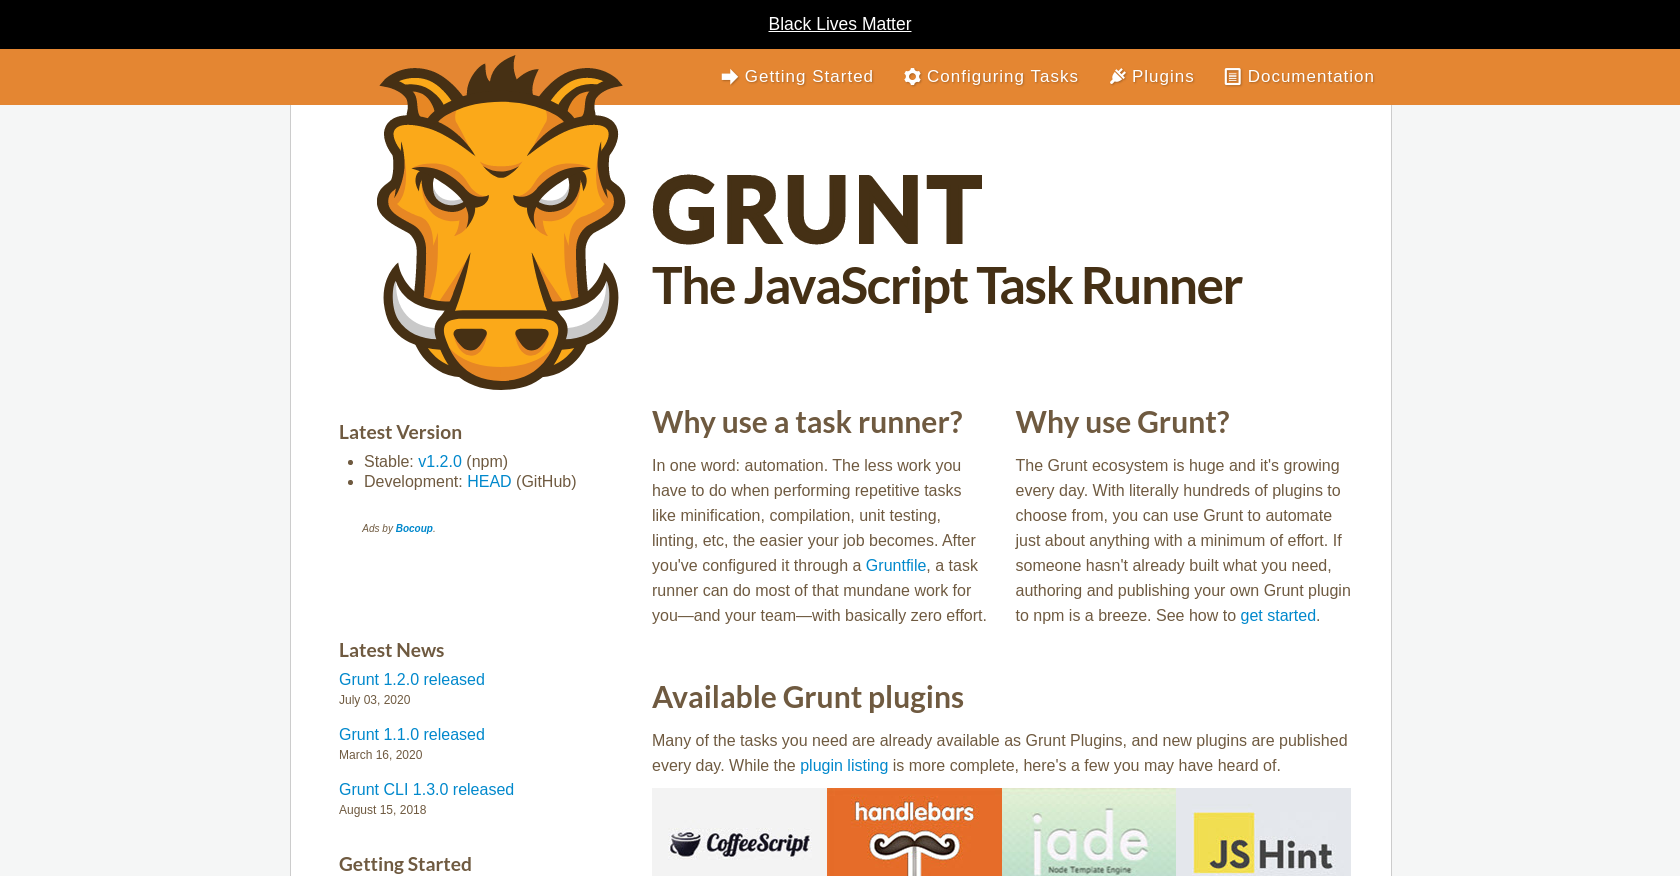 Black Lives Matter
Getting Started
Configuring Tasks
Plugins
Documentation
GRUNT
The JavaScript Task Runner
Latest Version
Stable: v1.2.0 (npm)
Development: HEAD (GitHub)
Ads by Bocoup.
Latest News
Grunt 1.2.0 released
July 03, 2020
Grunt 1.1.0 released
March 16, 2020
Grunt CLI 1.3.0 released
August 15, 2018
Getting Started
Why use a task runner?
In one word: automation. The less work you
have to do when performing repetitive tasks
like minification, compilation, unit testing,
linting, etc, the easier your job becomes. After
you've configured it through a Gruntfile, a task
runner can do most of that mundane work for
you—and your team—with basically zero effort.
Why use Grunt?
The Grunt ecosystem is huge and it's growing
every day. With literally hundreds of plugins to
choose from, you can use Grunt to automate
just about anything with a minimum of effort. If
someone hasn't already built what you need,
authoring and publishing your own Grunt plugin
to npm is a breeze. See how to get started.
Available Grunt plugins
Many of the tasks you need are already available as Grunt Plugins, and new plugins are published
every day. While the plugin listing is more complete, here's a few you may have heard of.
CoffeeScript
handlebars
jade
Node Template Engine
JS Hint